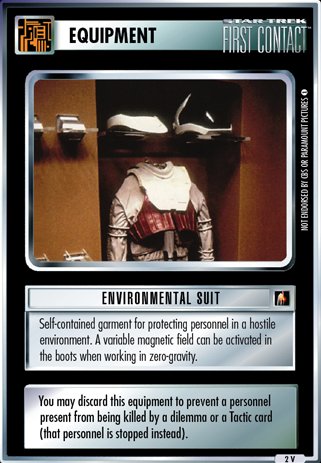 EQUIPMENT
STAR TREK
FIRST CONTACT
NOT ENDORSED BY CBS OR PARAMOUNT PICTURES
ENVIRONMENTAL SUIT
Self-contained garment for protecting personnel in a hostile
environment. A variable magnetic field can be activated in
the boots when working in zero-gravity.
You may discard this equipment to prevent a personnel
present from being killed by a dilemma or a Tactic card
(that personnel is stopped instead).
2 V